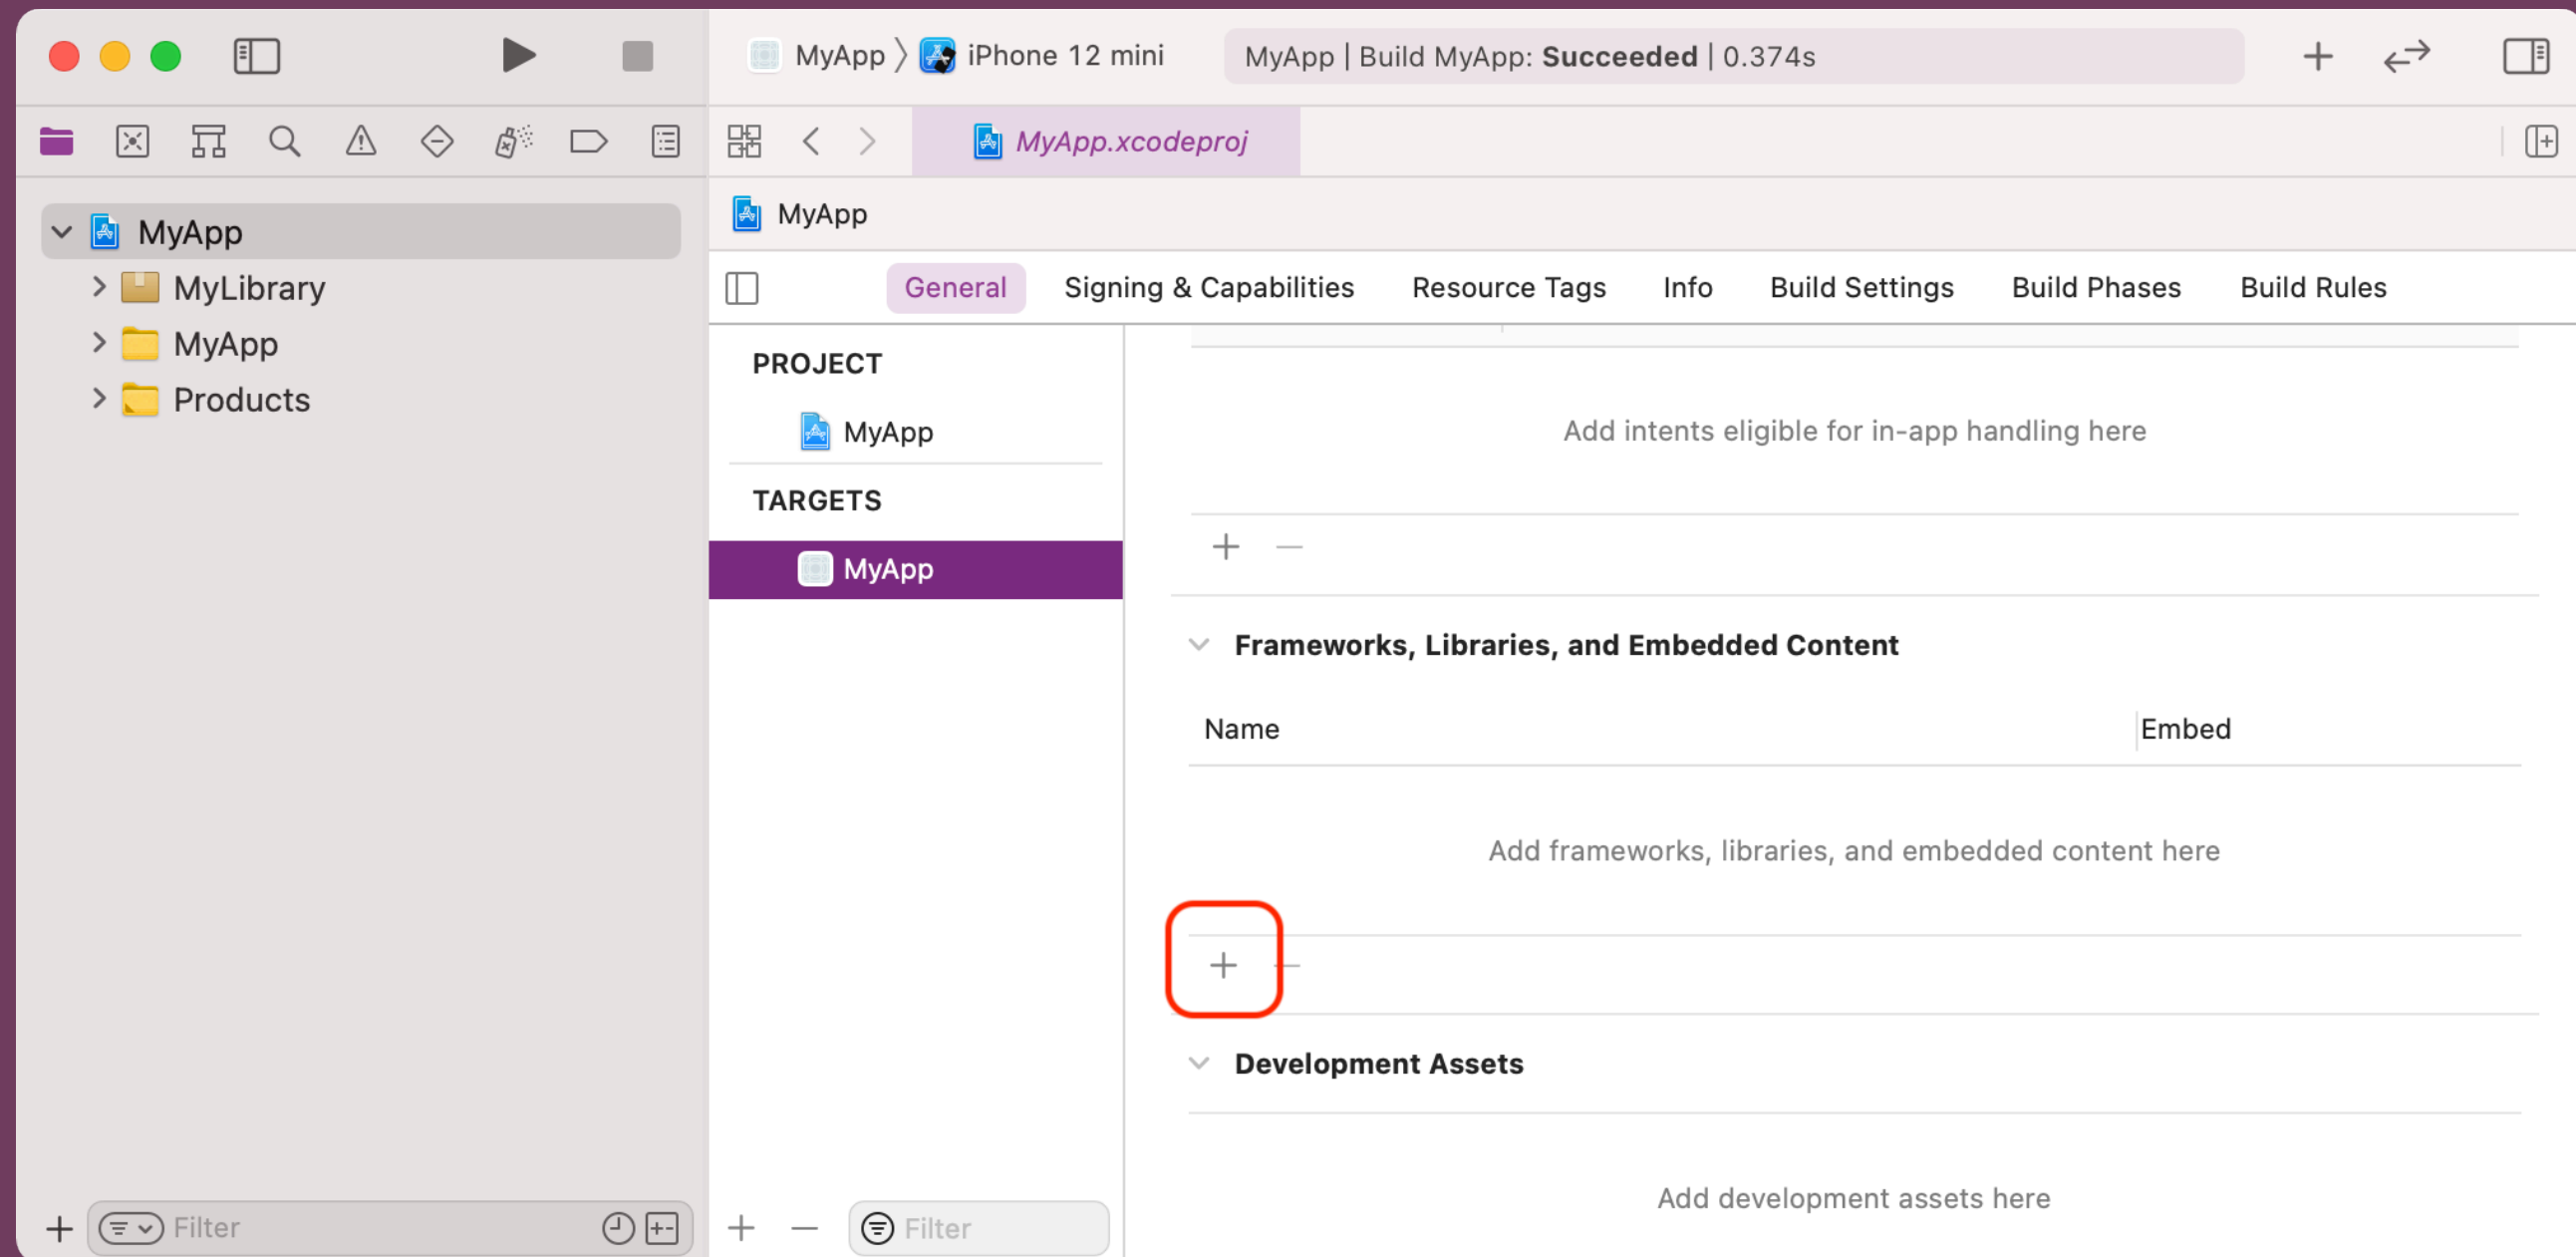 MyApp
iPhone 12 mini
MyApp | Build MyApp: Succeeded | 0.374s
MyApp.xcodeproj
MyApp
MyLibrary
MyApp
Products
Filter
MyApp
General
Signing & Capabilities
Resource Tags
Info
Build Settings
Build Phases
Build Rules
PROJECT
MyApp
TARGETS
MyApp
Filter
Add intents eligible for in-app handling here
Frameworks, Libraries, and Embedded Content
Name
Embed
Add frameworks, libraries, and embedded content here
Development Assets
Add development assets here